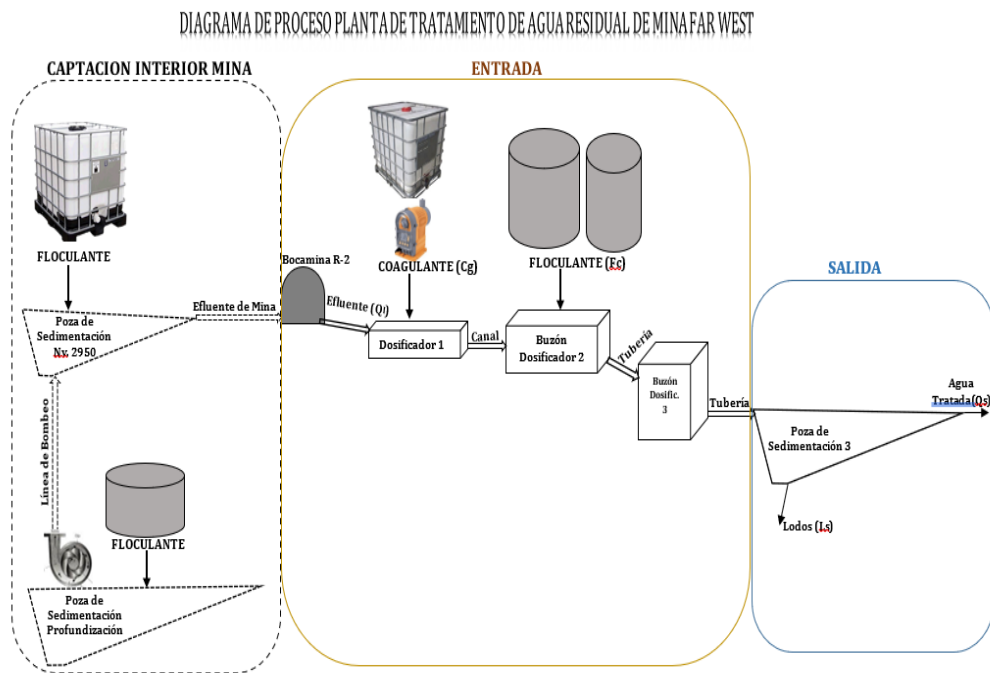 DIAGRAMA DE PROCESO PLANTA DE TRATAMIENTO DE AGUA RESIDUAL DE MINA FAR WEST
CAPTACION INTERIOR MINA
FLOCULANTE
Poza de
Sedimentación
Nv. 2950
Línea de Bombeo
FLOCULANTE
Poza de
Sedimentación
Profundización
Efluente de Mina
ENTRADA
Bocamina R-2
Efluente (Q₁)
COAGULANTE (Cg)
Dosificador 1
Canal
FLOCULANTE (Fc)
Buzón
Dosificador 2
Tubería
Buzón
Dosific.
3
Tubería
SALIDA
Poza de
Sedimentación 3
Agua
Tratada(Qs)
Lodos (Ls)